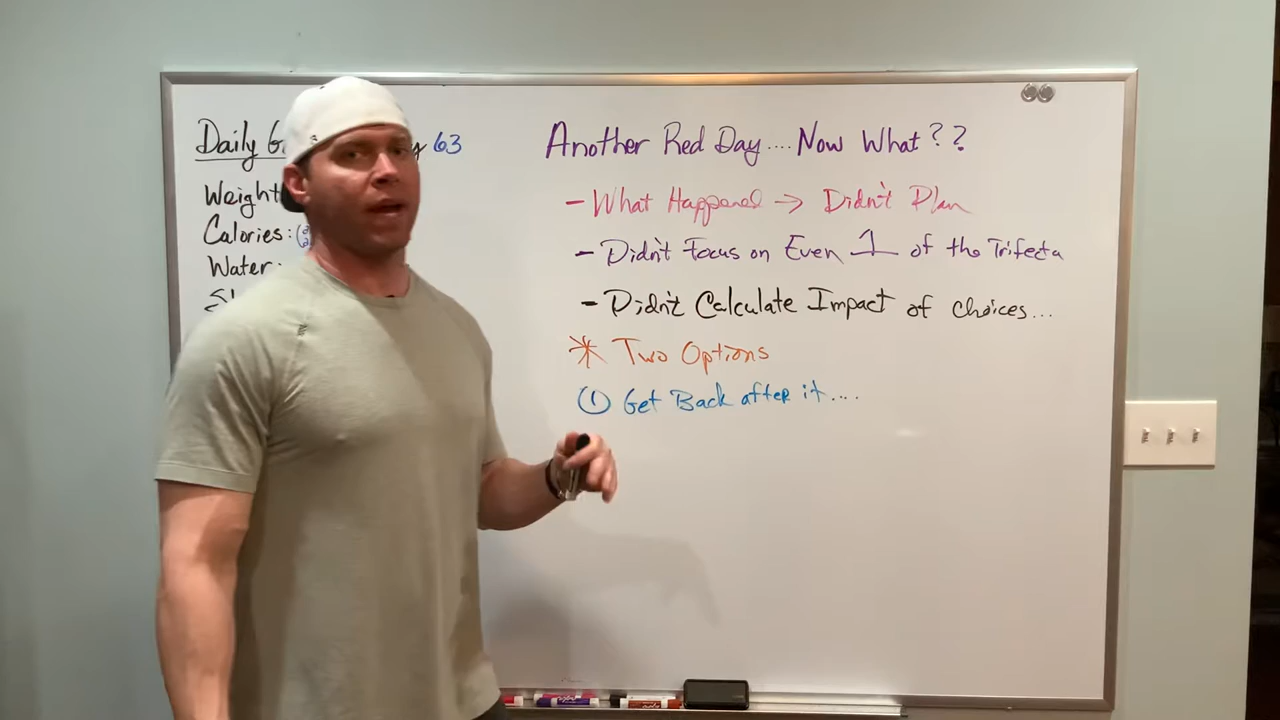 Daily 63
Weight
Calories:
Water:
Another Red Day.... Now What??
- What Happened → Didn't Plan
- Didn't Focus on Even 1 of the Trifecta
- Didn't Calculate Impact of choices...
* Two Options
① Get Back after it....